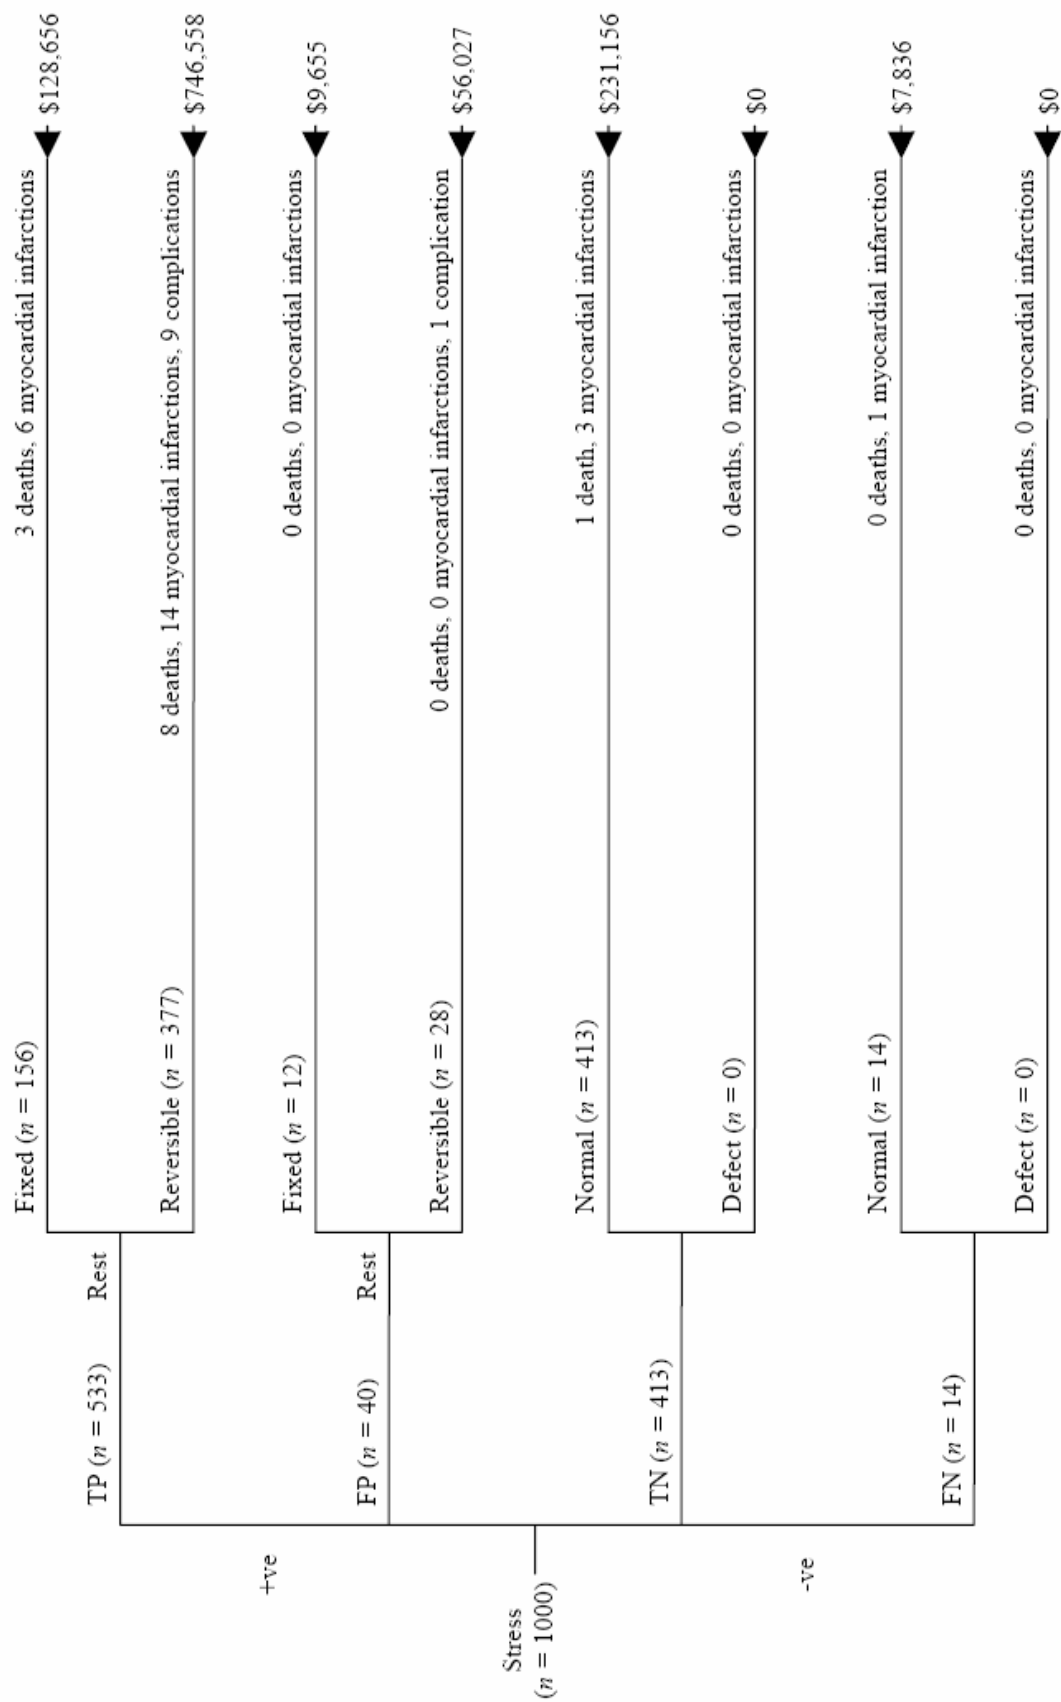 Stress
(n = 1000)
+ve
-ve
TP (n = 533)
Rest
Fixed (n = 156)
3 deaths, 6 myocardial infarctions
$128,656
Reversible (n = 377)
8 deaths, 14 myocardial infarctions, 9 complications
$746,558
FP (n = 40)
Rest
Fixed (n = 12)
0 deaths, 0 myocardial infarctions
$9,655
Reversible (n = 28)
0 deaths, 0 myocardial infarctions, 1 complication
$56,027
TN (n = 413)
Normal (n = 413)
1 death, 3 myocardial infarctions
$231,156
Defect (n = 0)
0 deaths, 0 myocardial infarctions
$0
FN (n = 14)
Normal (n = 14)
0 deaths, 1 myocardial infarction
$7,836
Defect (n = 0)
0 deaths, 0 myocardial infarctions
$0